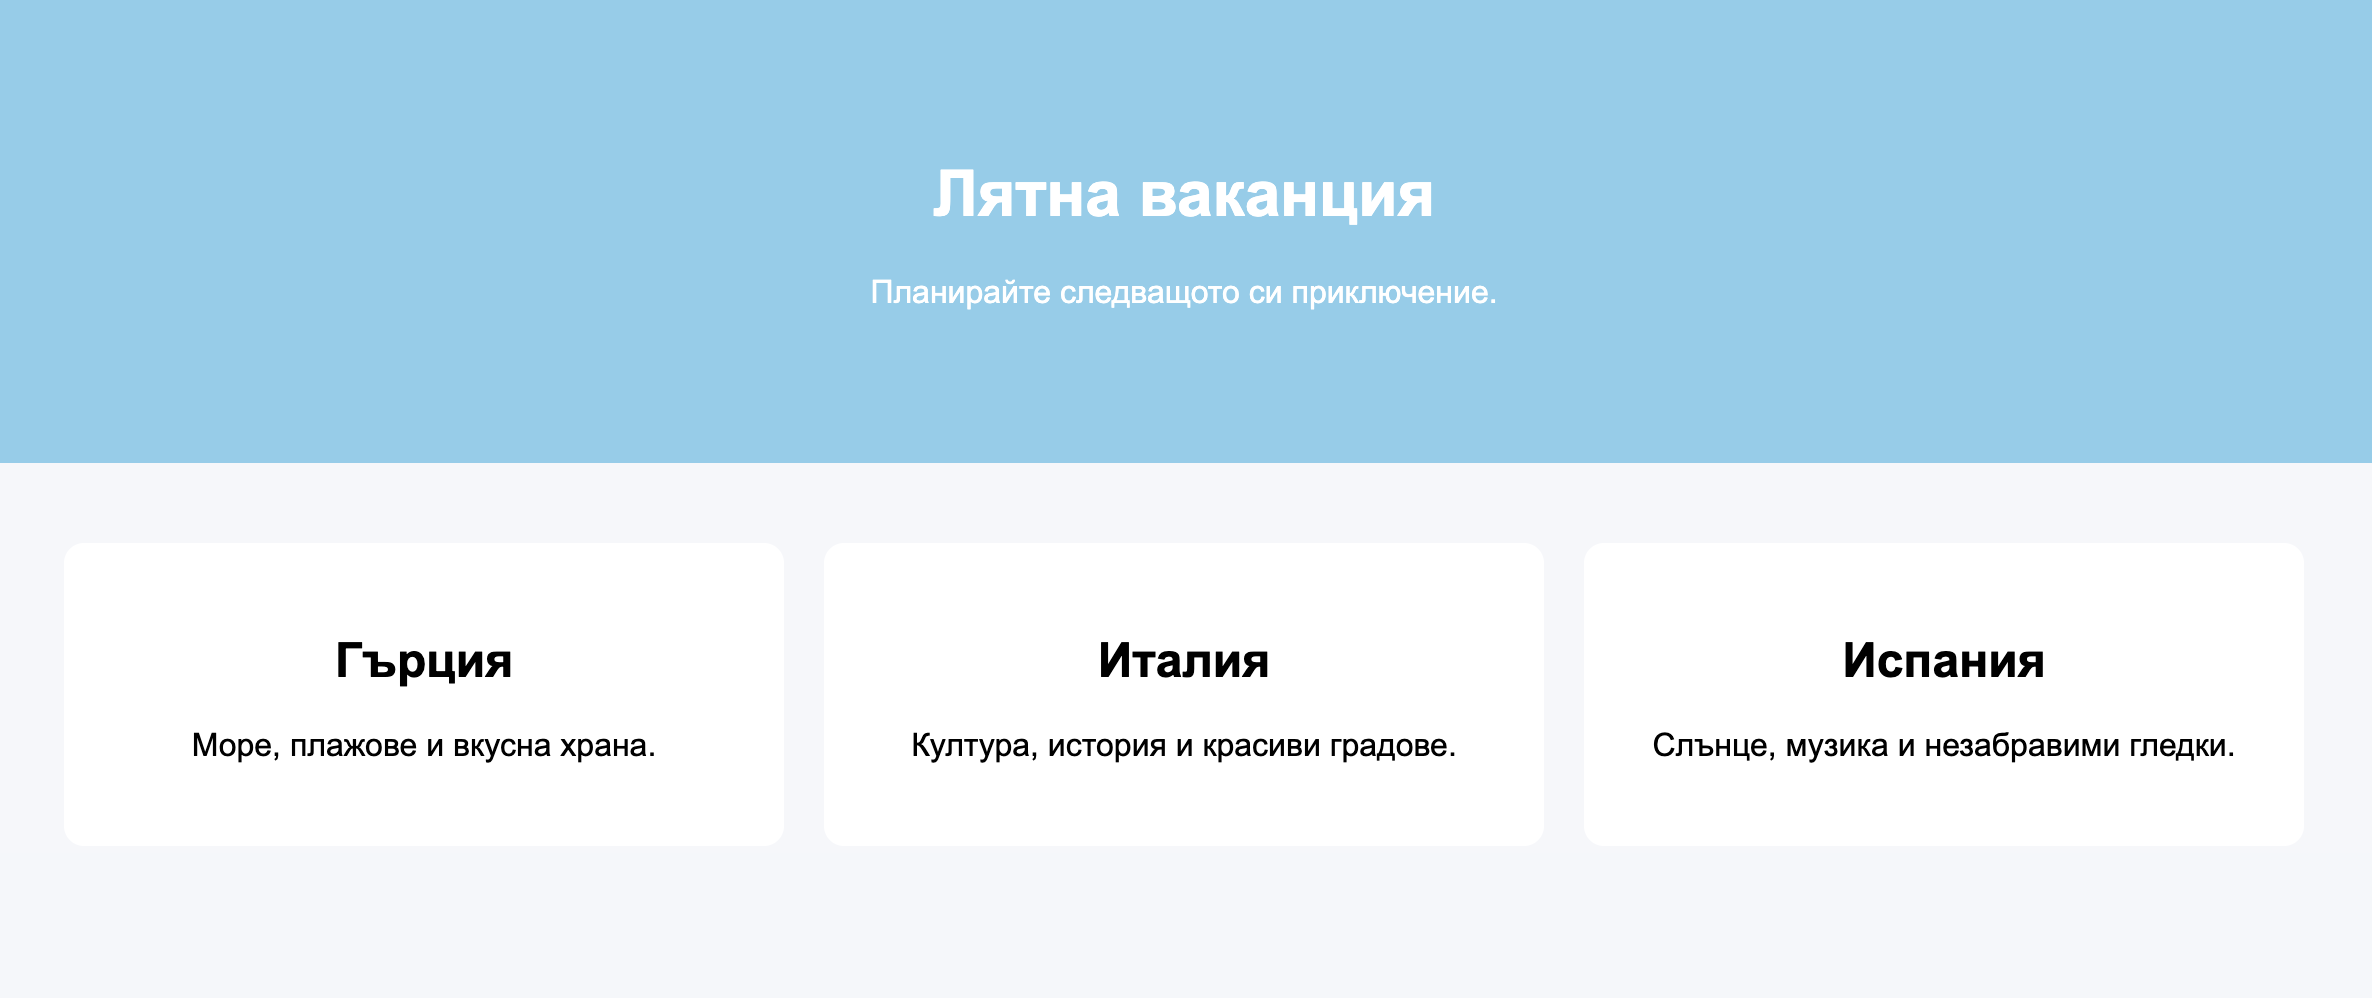 Лятна ваканция
Планирайте следващото си приключение.
Гърция
Море, плажове и вкусна храна.
Италия
Култура, история и красиви градове.
Испания
Слънце, музика и незабравими гледки.